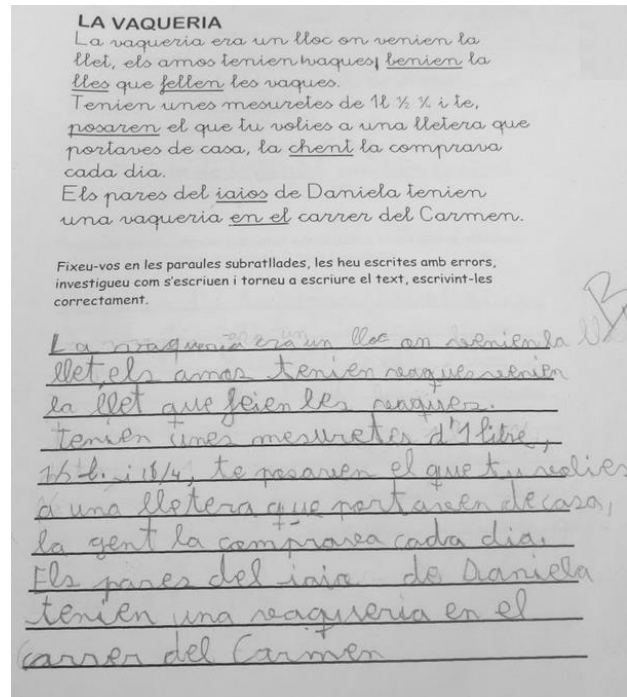 LA VAQUERIA
La vaqueria era un lloc on venien la
llet, els amos tenien vaques, benien la
lles que fellen les vaques.
Tenien unes mesuretes de 1l ½ ¼ i te,
posaren el que tu volies a una lletera que
portaves de casa, la chent la comprava
cada dia.
Els pares del iaios de Daniela tenien
una vaqueria en el carrer del Carmen.
Fixeu-vos en les paraules subratllades, les heu escrites amb errors,
investigueu com s'escriuen i torneu a escriure el text, escrivint-les
correctament.
La vaqueria era un lloc on venien la
llet, els amos tenien vaques venien
la llet que feien les vaques.
tenien unes mesuretes d'1 litre,
i te posaven el que tu volies
a una lletera que portaven de casa,
la gent la comprava cada dia.
Els pares del iaio de Daniela
tenien una vaqueria en el
carrer del Carmen